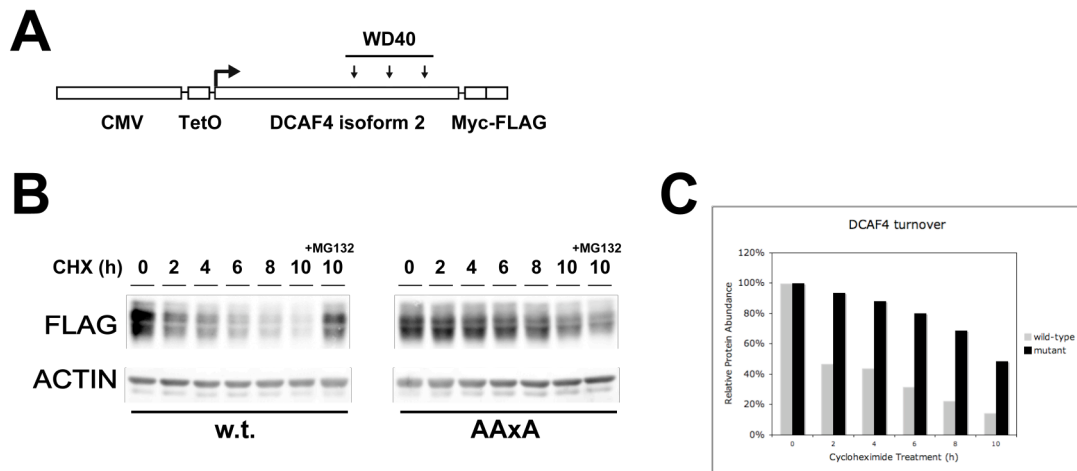 A
WD40
CMV TetO DCAF4 isoform 2 Myc-FLAG
B
+MG132 +MG132
CHX (h) 0 2 4 6 8 10 10 0 2 4 6 8 10 10
FLAG
ACTIN
w.t. AAxA
C
DCAF4 turnover
120%
100%
80%
60%
40%
20%
0%
Relative Protein Abundance
0 2 4 6 8 10
Cycloheximide Treatment (h)
wild-type
mutant